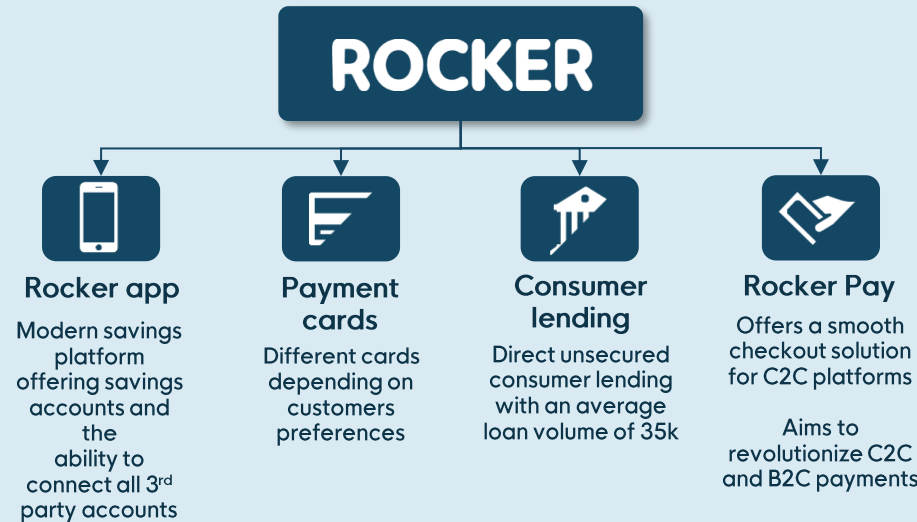 ROCKER
Rocker app
Modern savings
platform
offering savings
accounts and
the
ability to
connect all 3rd
party accounts
Payment
cards
Different cards
depending on
customers
preferences
Consumer
lending
Direct unsecured
consumer lending
with an average
loan volume of 35k
Rocker Pay
Offers a smooth
checkout solution
for C2C platforms
Aims to
revolutionize C2C
and B2C payments